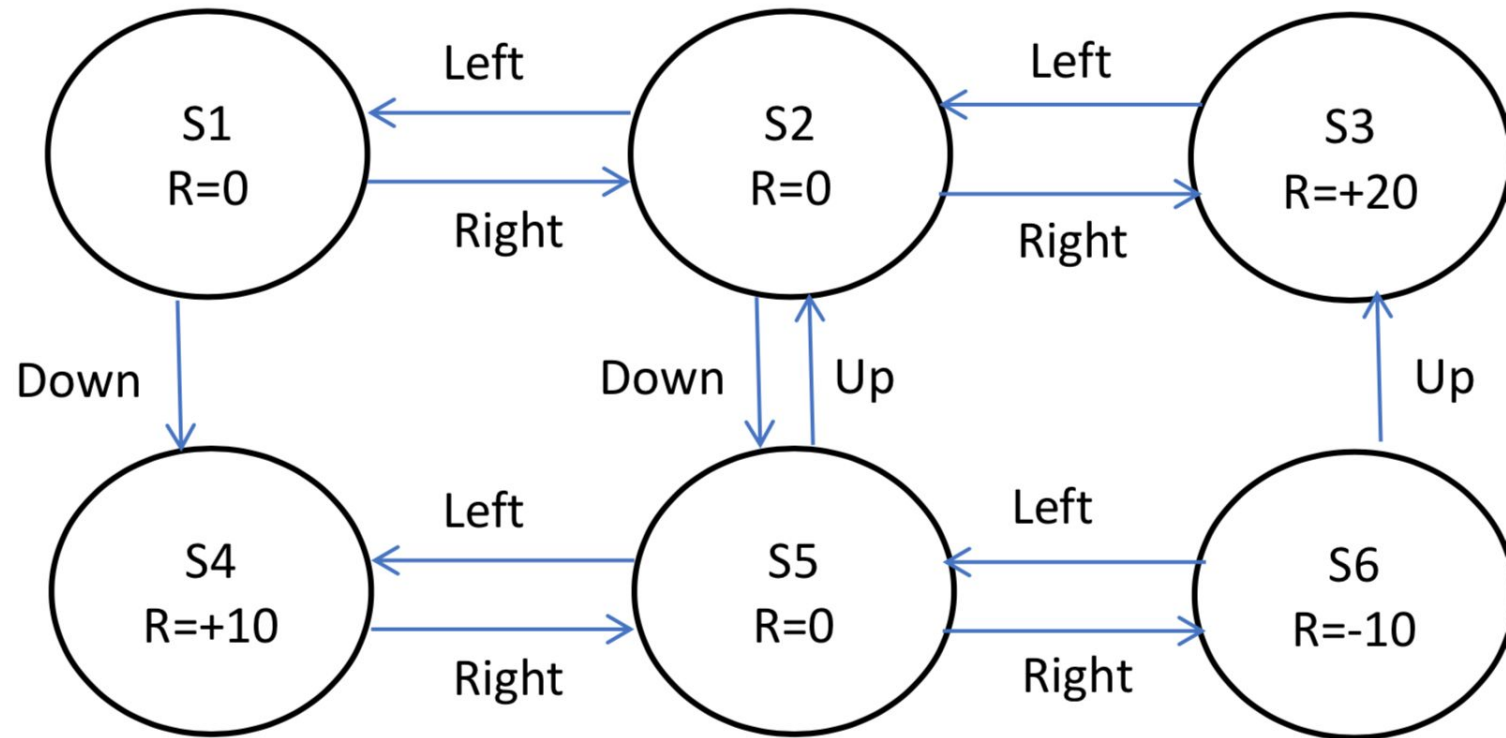 Left
Left
S1
R=0
S2
R=0
S3
R=+20
Right
Right
Down
Down
Up
Up
Left
Left
S4
R=+10
S5
R=0
S6
R=-10
Right
Right